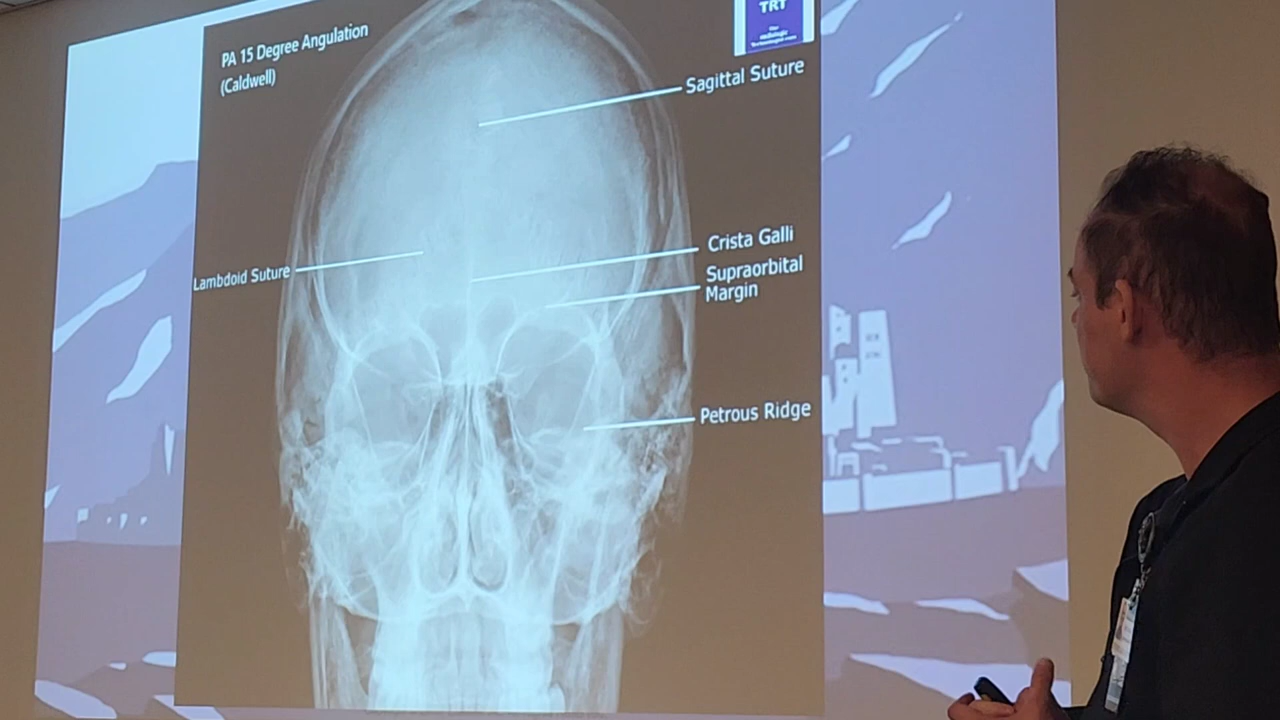 PA 15 Degree Angulation
(Caldwell)
TRT
Sagittal Suture
Crista Galli
Lambdoid Suture
Supraorbital
Margin
Petrous Ridge